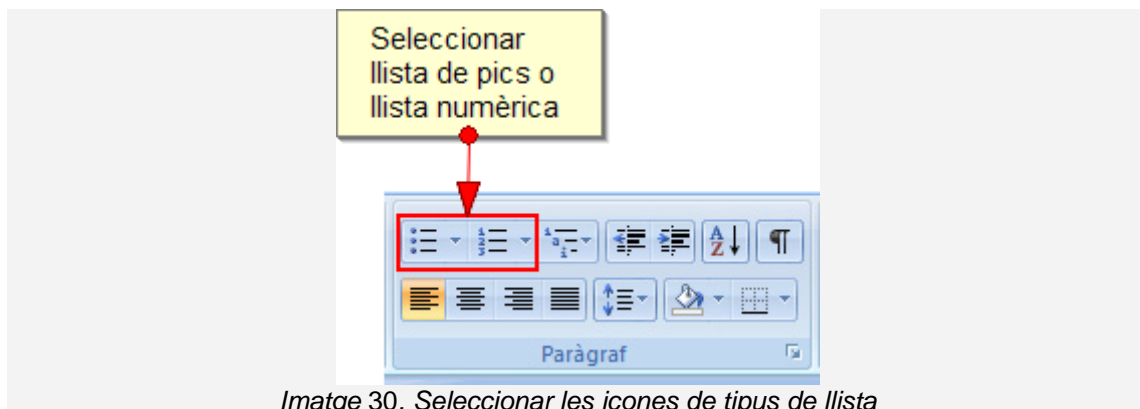 Seleccionar
llista de pics o
llista numèrica
Paràgraf
Imatge 30. Seleccionar les icones de tipus de llista